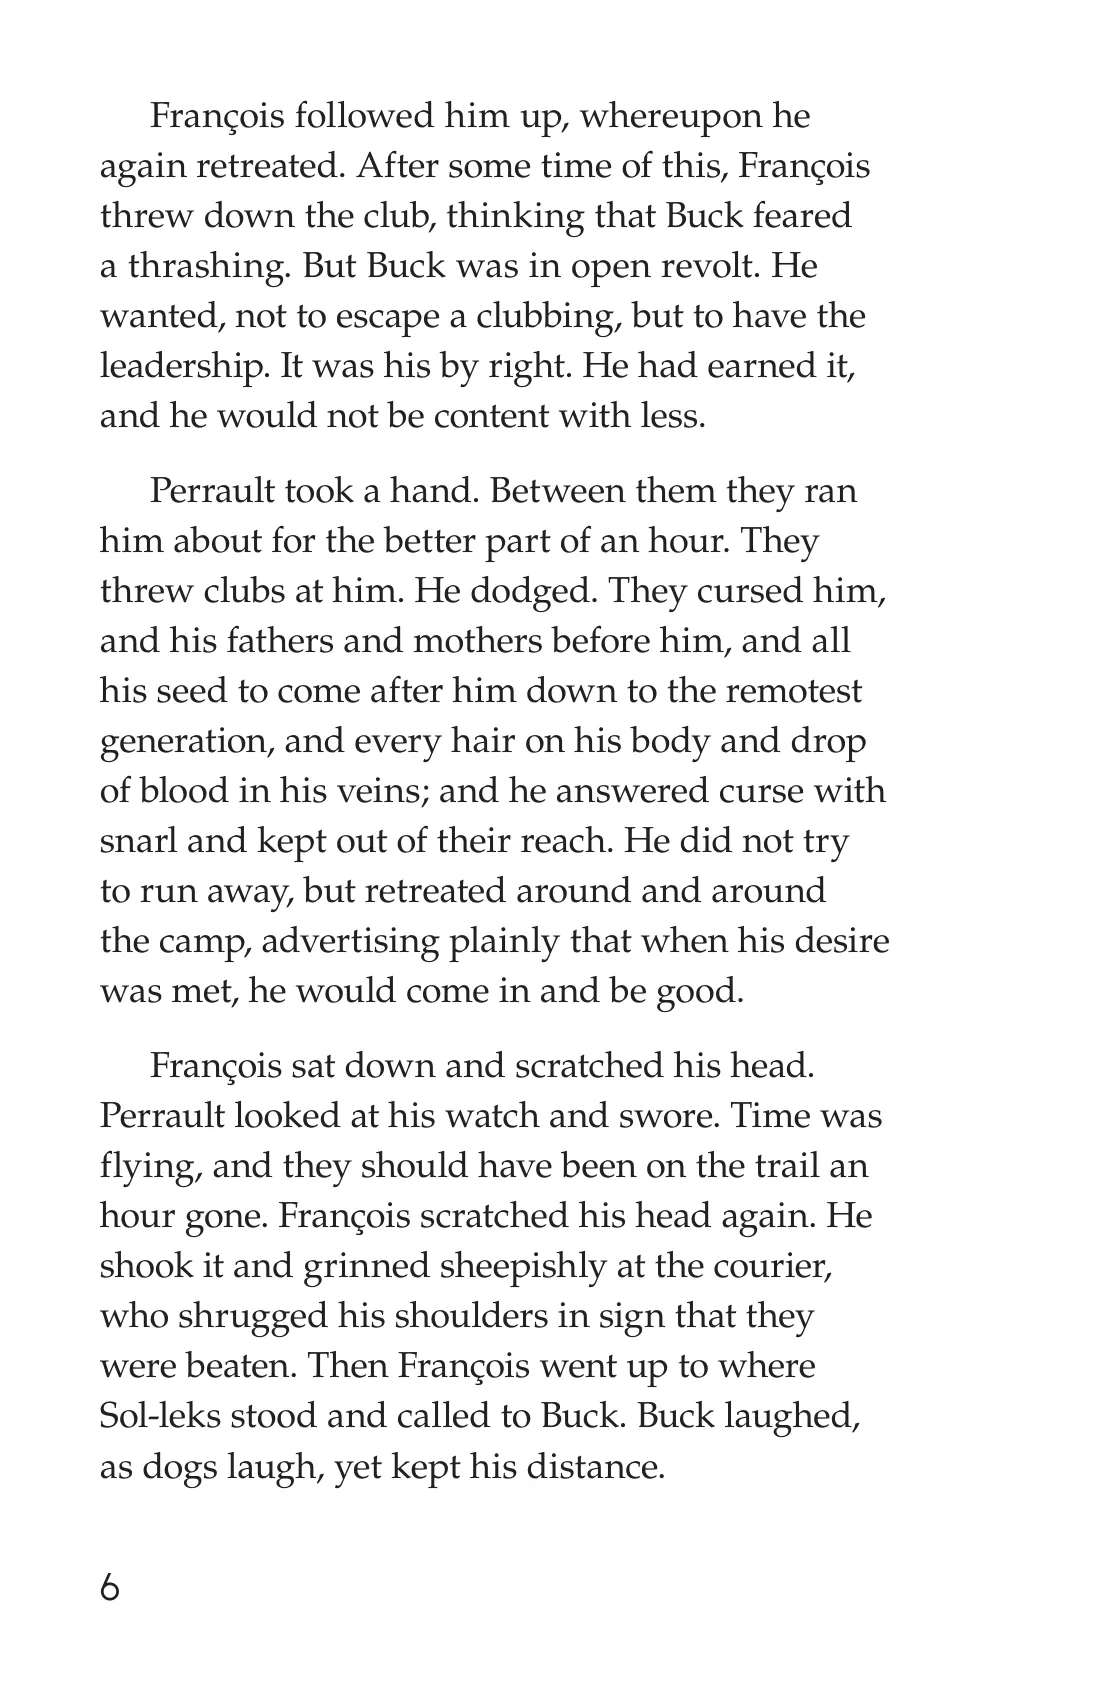 François followed him up, whereupon he
again retreated. After some time of this, François
threw down the club, thinking that Buck feared
a thrashing. But Buck was in open revolt. He
wanted, not to escape a clubbing, but to have the
leadership. It was his by right. He had earned it,
and he would not be content with less.
Perrault took a hand. Between them they ran
him about for the better part of an hour. They
threw clubs at him. He dodged. They cursed him,
and his fathers and mothers before him, and all
his seed to come after him down to the remotest
generation, and every hair on his body and drop
of blood in his veins; and he answered curse with
snarl and kept out of their reach. He did not try
to run away, but retreated around and around
the camp, advertising plainly that when his desire
was met, he would come in and be good.
François sat down and scratched his head.
Perrault looked at his watch and swore. Time was
flying, and they should have been on the trail an
hour gone. François scratched his head again. He
shook it and grinned sheepishly at the courier,
who shrugged his shoulders in sign that they
were beaten. Then François went up to where
Sol-leks stood and called to Buck. Buck laughed,
as dogs laugh, yet kept his distance.
6